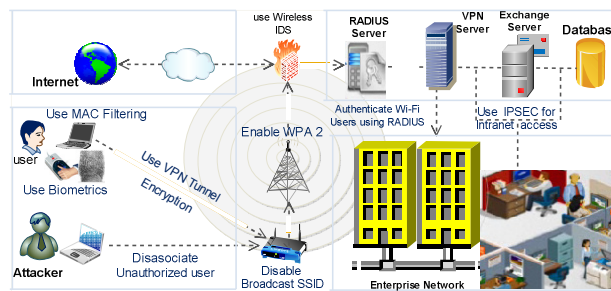 use Wireless
IDS
RADIUS
Server
VPN
Server
Exchange
Server
Databas
Internet
Authenticate Wi-Fi
Users using RADIUS
Use IPSEC for
Intranet access
Use MAC Filtering
Enable WPA 2
user
Use VPN Tunnel
Encryption
Use Biometrics
Attacker
Disasociate
Unauthorized user
Disable
Broadcast SSID
Enterprise Network